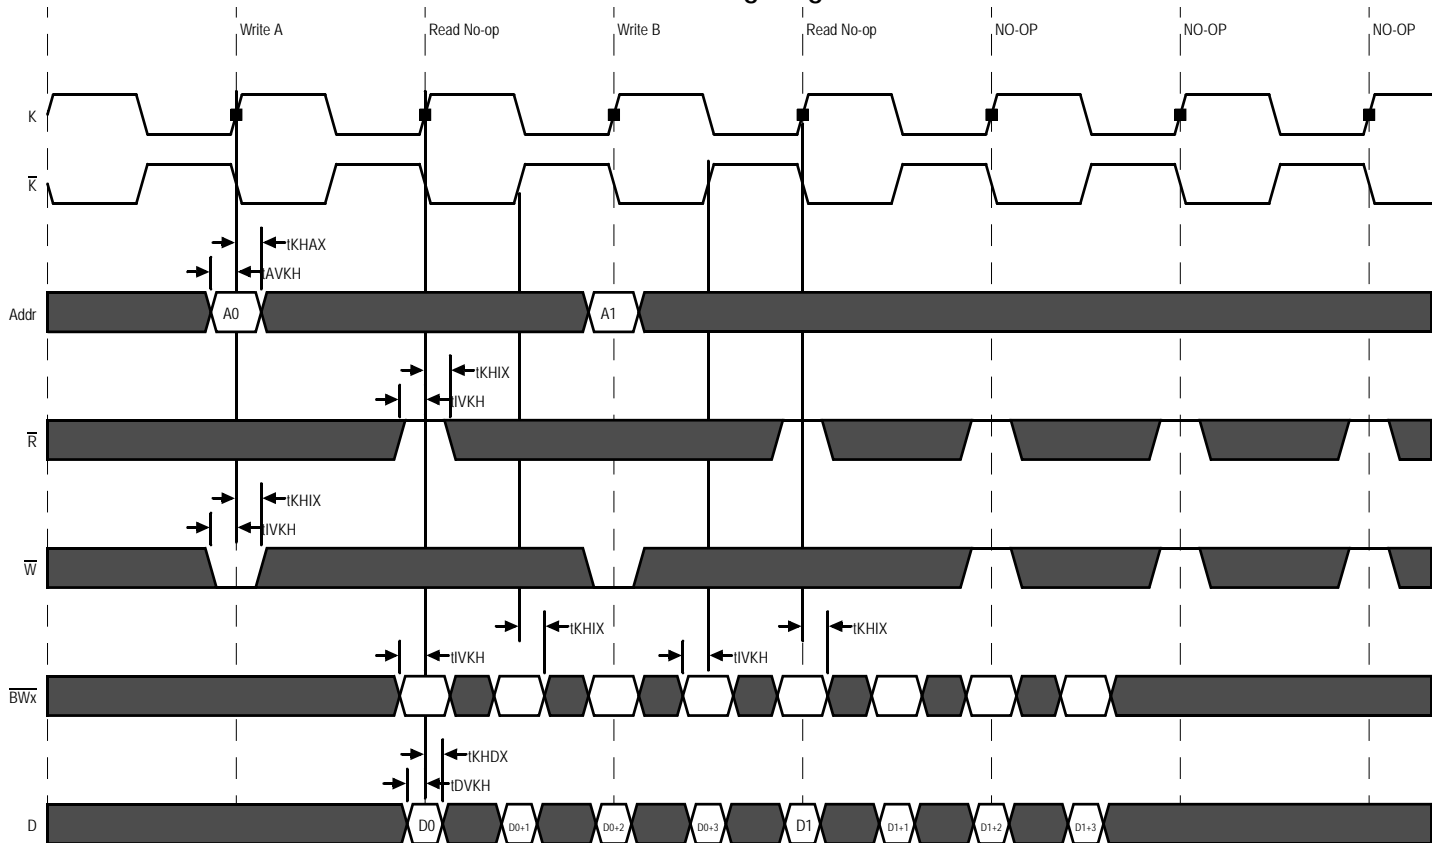 Write A Read No-op Write B Read No-op NO-OP NO-OP NO-OP
K
K̅
tKHAX
tAVKH
Addr A0 A1
tKHIX
tIVKH
R̅
tKHIX
tIVKH
W̅
tKHIX tKHIX
tIVKH tIVKH
B̅W̅x̅
tKHDX
tDVKH
D D0 D0+1 D0+2 D0+3 D1 D1+1 D1+2 D1+3